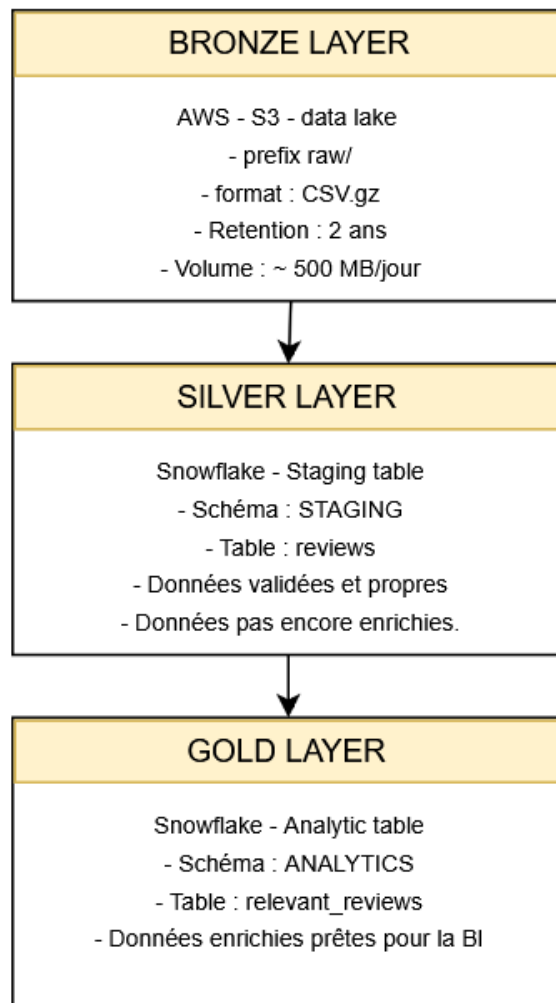 BRONZE LAYER
AWS - S3 - data lake
- prefix raw/
- format : CSV.gz
- Retention : 2 ans
- Volume : ~ 500 MB/jour
SILVER LAYER
Snowflake - Staging table
- Schéma : STAGING
- Table : reviews
- Données validées et propres
- Données pas encore enrichies.
GOLD LAYER
Snowflake - Analytic table
- Schéma : ANALYTICS
- Table : relevant_reviews
- Données enrichies prêtes pour la BI